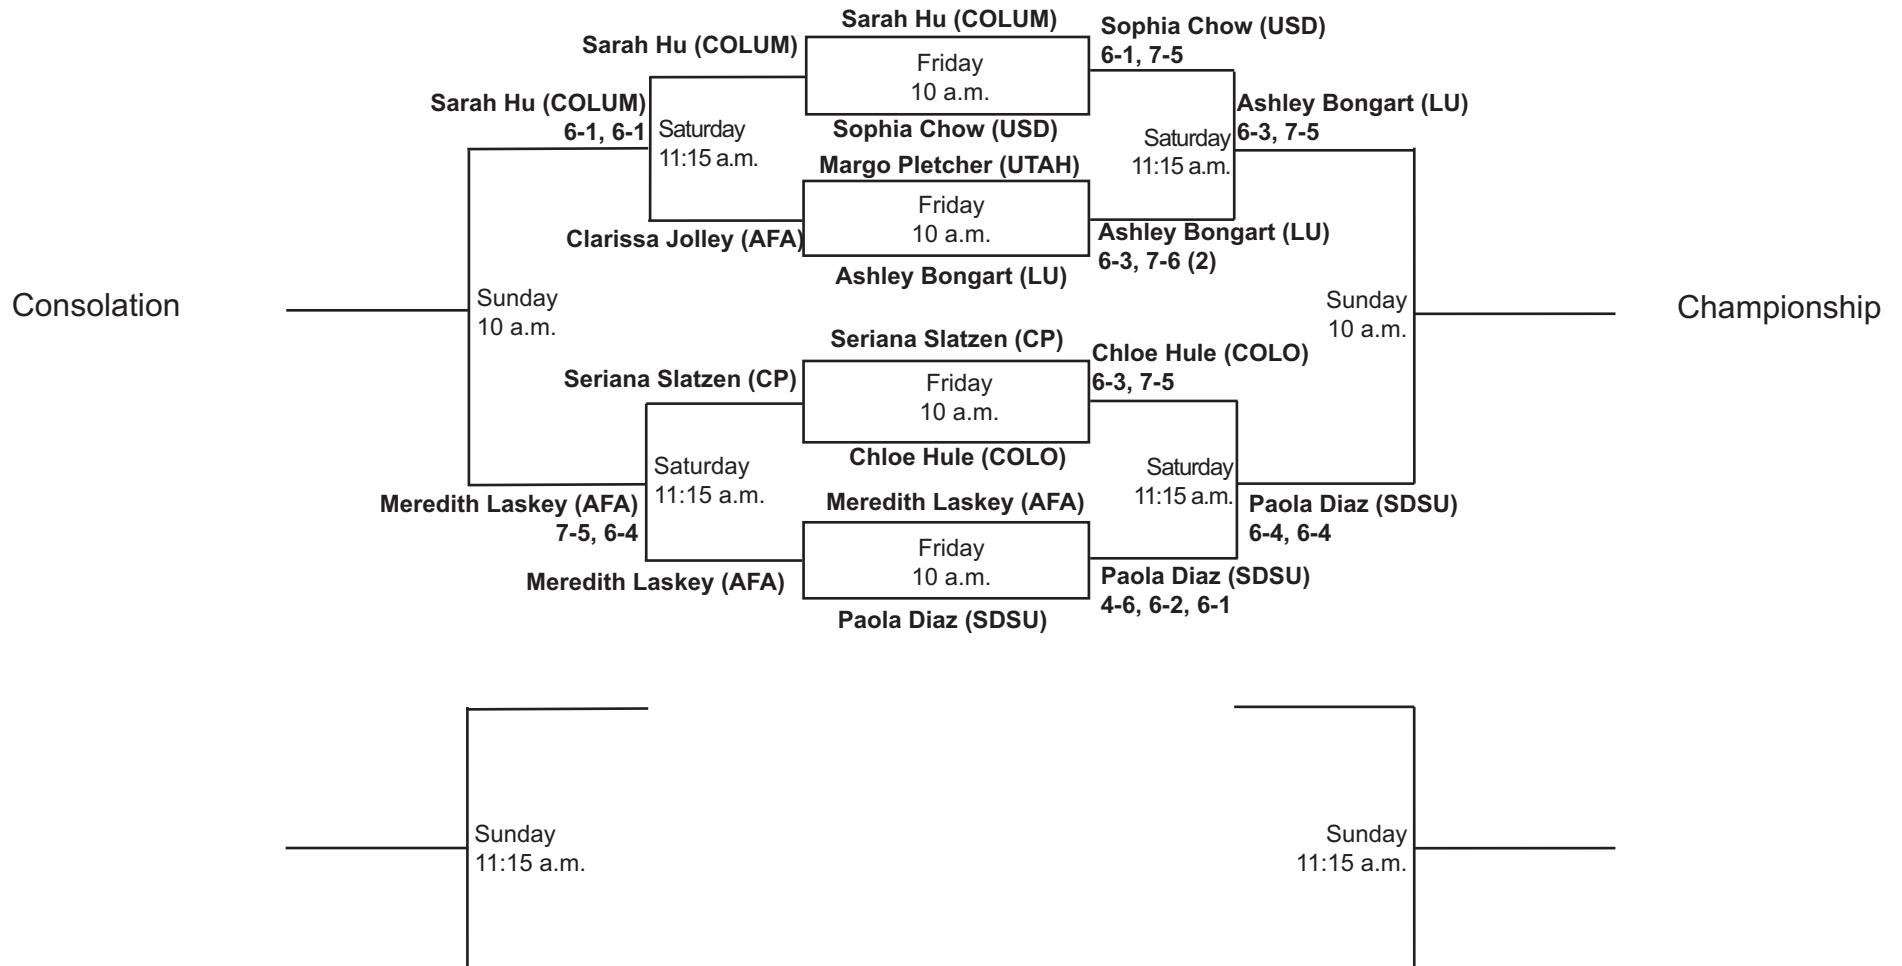 Sarah Hu (COLUM)
Sophia Chow (USD)
6-1, 7-5
Sarah Hu (COLUM)
Friday
10 a.m.
Sarah Hu (COLUM)
6-1, 6-1
Ashley Bongart (LU)
6-3, 7-5
Saturday
11:15 a.m.
Sophia Chow (USD)
Saturday
11:15 a.m.
Margo Pletcher (UTAH)
Friday
10 a.m.
Clarissa Jolley (AFA)
Ashley Bongart (LU)
6-3, 7-6 (2)
Ashley Bongart (LU)
Consolation
Sunday
10 a.m.
Sunday
10 a.m.
Championship
Seriana Slatzen (CP)
Chloe Hule (COLO)
6-3, 7-5
Seriana Slatzen (CP)
Friday
10 a.m.
Chloe Hule (COLO)
Saturday
11:15 a.m.
Saturday
11:15 a.m.
Meredith Laskey (AFA)
7-5, 6-4
Meredith Laskey (AFA)
Paola Diaz (SDSU)
6-4, 6-4
Friday
10 a.m.
Meredith Laskey (AFA)
Paola Diaz (SDSU)
4-6, 6-2, 6-1
Paola Diaz (SDSU)
Sunday
11:15 a.m.
Sunday
11:15 a.m.